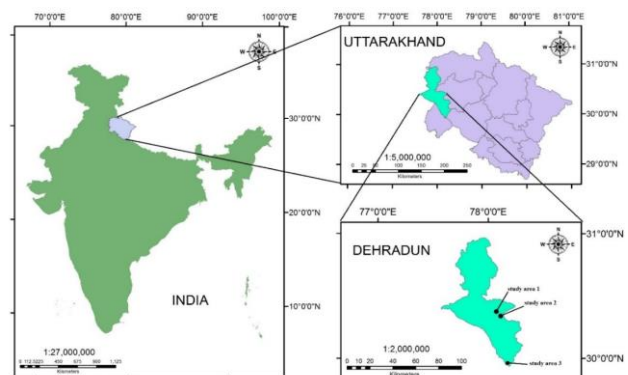 70°0'0"E 80°0'0"E 90°0'0"E 100°0'0"E
N
W E
S
30°0'0"N
20°0'0"N
10°0'0"N
INDIA
1:27,000,000
Kilometers
76°0'0"E 77°0'0"E 78°0'0"E 79°0'0"E 80°0'0"E 81°0'0"E
UTTARAKHAND
N
W E
S
31°0'0"N
30°0'0"N
29°0'0"N
1:5,000,000
Kilometers
77°0'0"E 78°0'0"E
DEHRADUN
N
W E
S
31°0'0"N
study area 1
study area 2
study area 3
30°0'0"N
1:2,000,000
0 10 20 40 60 80 100
Kilometers